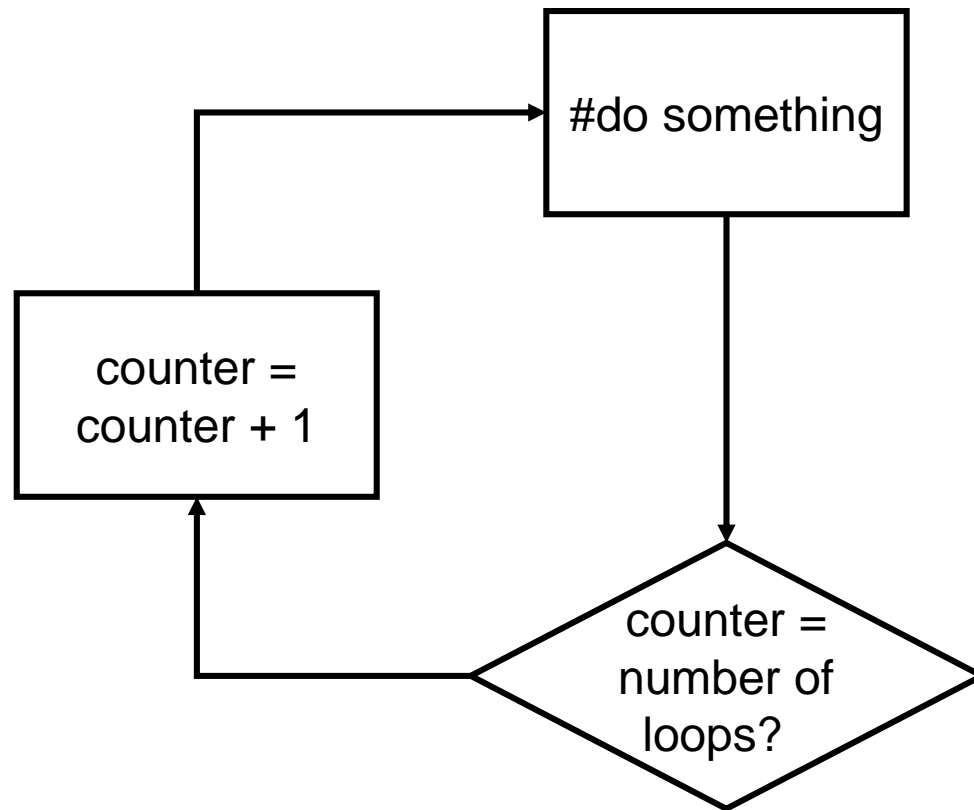 #do something
counter =
counter + 1
counter =
number of
loops?